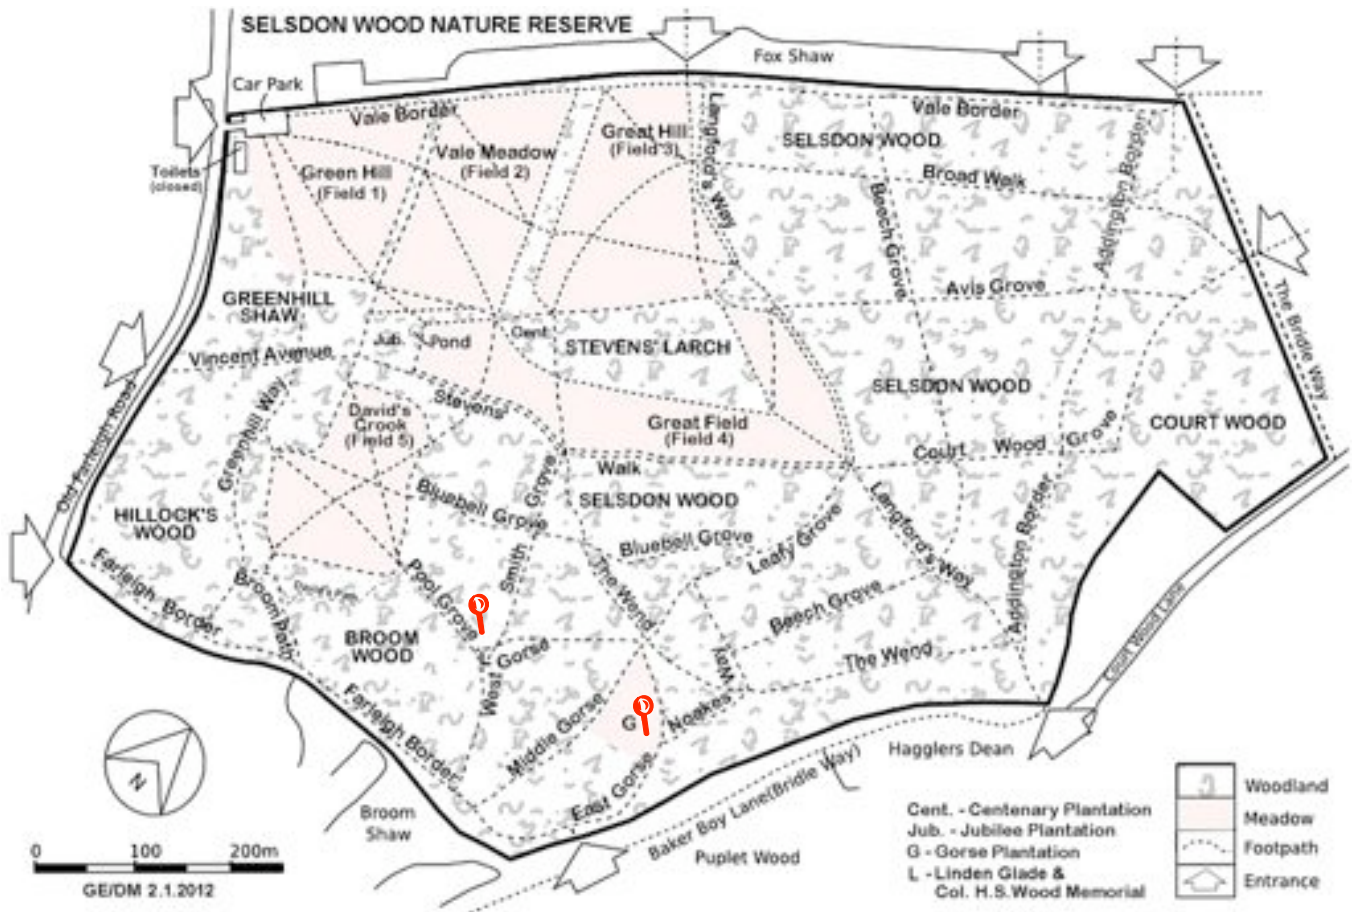 SELSDON WOOD NATURE RESERVE
Fox Shaw
Car Park
Vale Border
Vale Border
Toilets
(closed)
Green Hill
(Field 1)
Vale Meadow
(Field 2)
Great Hill
(Field 3)
Langford's Way
SELSDON WOOD
Broad Walk
Beech Grove
Addington Border
Avis Grove
The Bridle Way
GREENHILL
SHAW
Vincent Avenue
Jub.
Pond
Cent.
STEVENS' LARCH
SELSDON WOOD
COURT WOOD
Old Farleigh Road
Greenhill Way
David's
Crook
(Field 5)
Stevens'
Walk
Great Field
(Field 4)
Court Wood Grove
HILLOCK'S
WOOD
Bluebell Grove
Smith Grove
SELSDON WOOD
Bluebell Grove
Leafy Grove
Langford's Way
Addington Border
Farleigh Border
Broom Path
Pool Grove
The Wend
Beech Grove
The Wend
Court Wood Lane
BROOM
WOOD
West Gorse
Middle Gorse
East Gorse
Noakes Way
G
Farleigh Border
Broom
Shaw
Baker Boy Lane(Bridle Way)
Hagglers Dean
Puplet Wood
N
0 100 200m
GE/DM 2.1.2012
Cent. - Centenary Plantation
Jub. - Jubilee Plantation
G - Gorse Plantation
L - Linden Glade &
Col. H.S.Wood Memorial
Woodland
Meadow
Footpath
Entrance